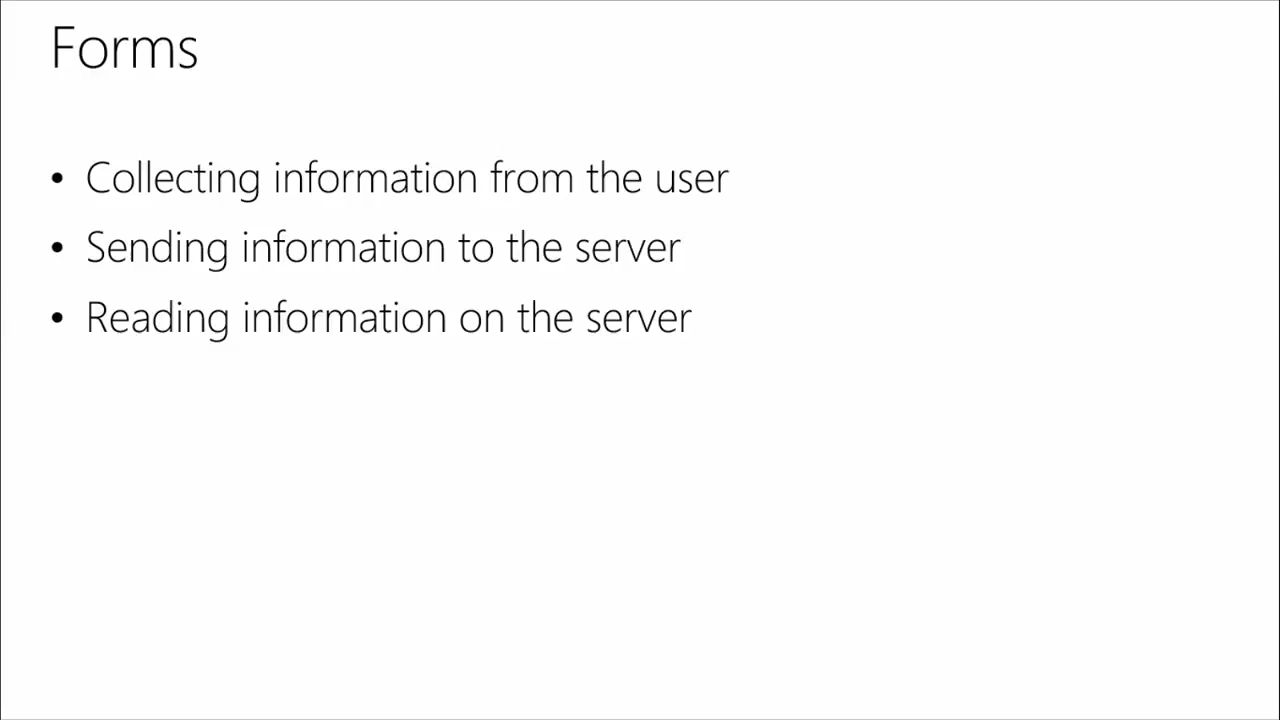 Forms
• Collecting information from the user
• Sending information to the server
• Reading information on the server